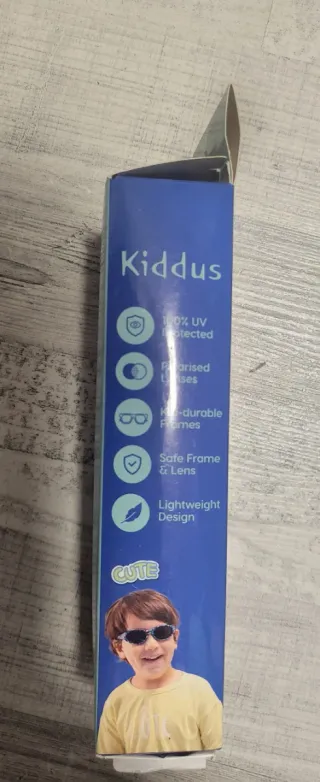 Kiddus
100% UV
Protected
Polarised
Lenses
Kid-durable
Frames
Safe Frame
& Lens
Lightweight
Design
CUTE